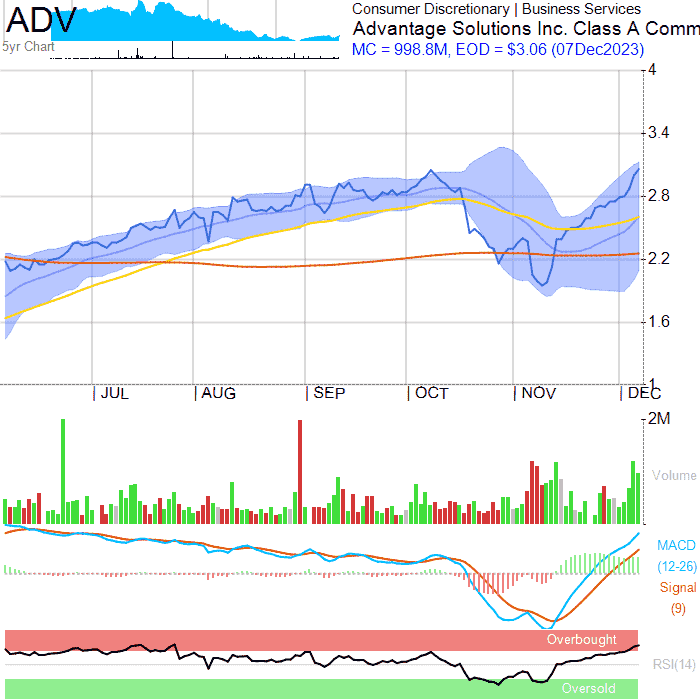 ADV
5yr Chart
Consumer Discretionary | Business Services
Advantage Solutions Inc. Class A Comm
MC = 998.8M, EOD = $3.06 (07Dec2023)
4
3.4
2.8
2.2
1.6
1
JUL AUG SEP OCT NOV DEC
2M
Volume
MACD
(12-26)
Signal
(9)
Overbought
RSI(14)
Oversold